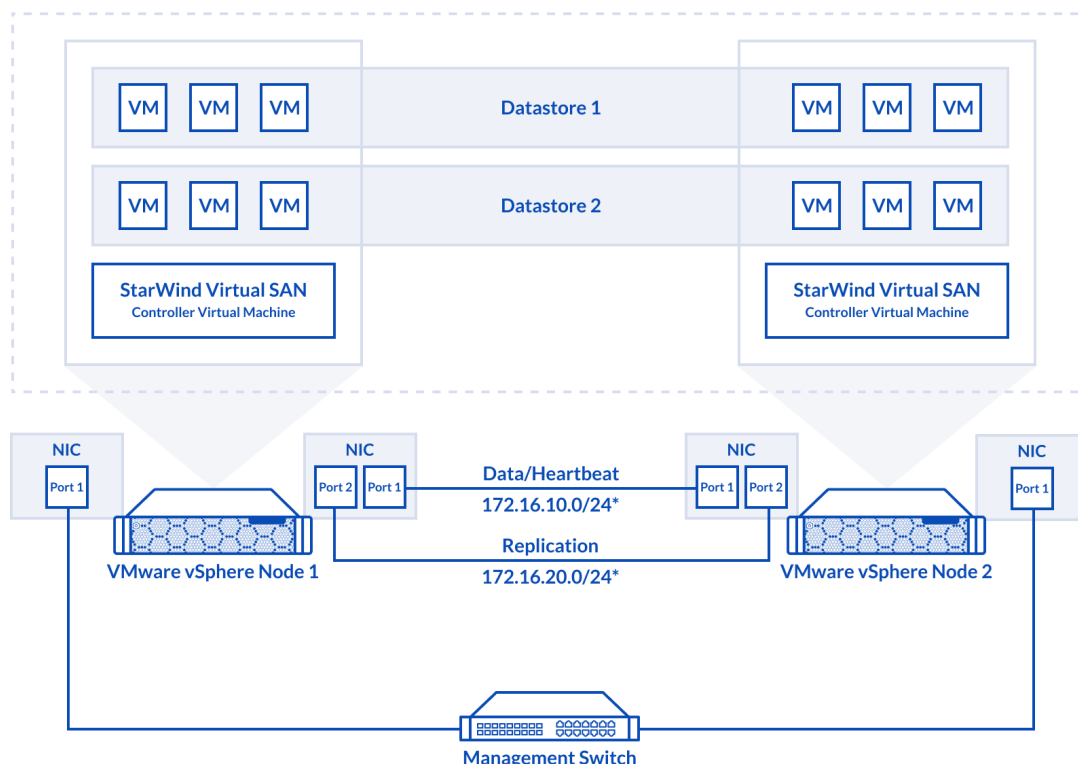 VM VM VM Datastore 1 VM VM VM
VM VM VM Datastore 2 VM VM VM
StarWind Virtual SAN
Controller Virtual Machine
StarWind Virtual SAN
Controller Virtual Machine
NIC
Port 1
NIC
Port 2 Port 1
Data/Heartbeat
172.16.10.0/24*
Replication
172.16.20.0/24*
NIC
Port 1 Port 2
NIC
Port 1
VMware vSphere Node 1
VMware vSphere Node 2
Management Switch